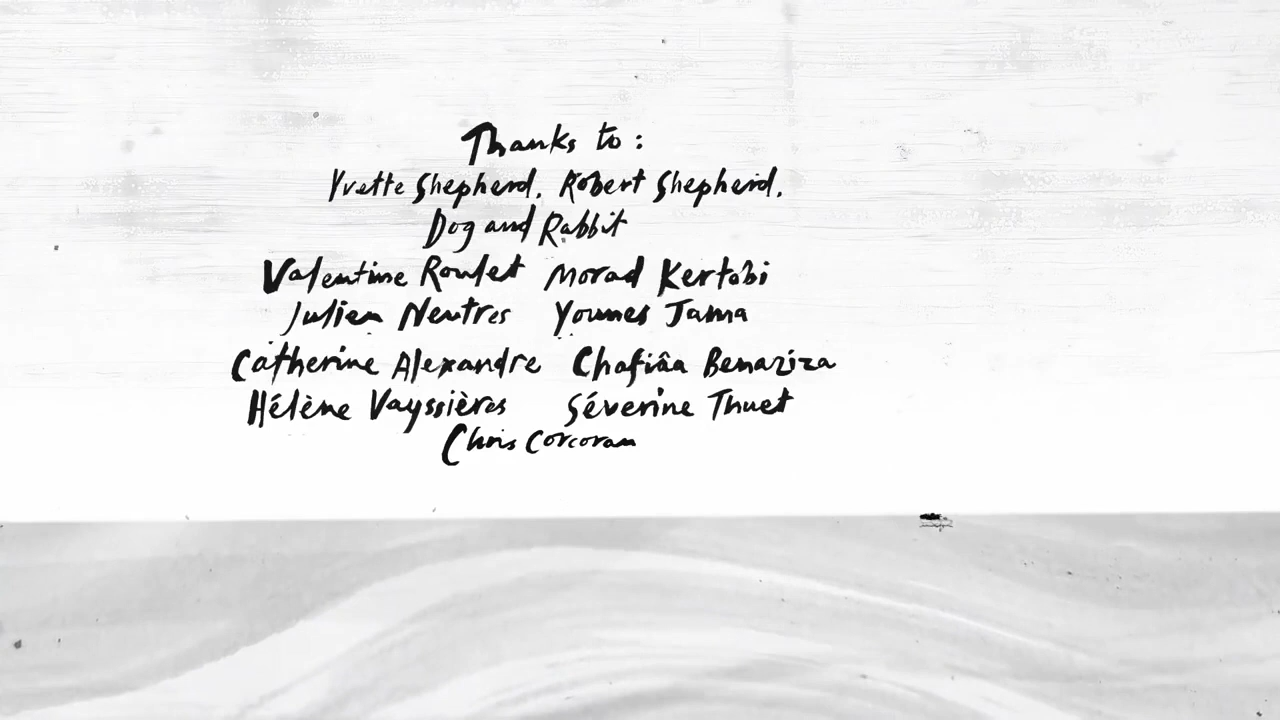 Thanks to :
Yvette Shepherd. Robert Shepherd.
Dog and Rabbit
Valentine Roulet Morad Kertobi
Julien Neutres Younes Jama
Catherine Alexandre Chafiâa Benaziza
Hélène Vayssières Séverine Thuet
Chris Corcoran